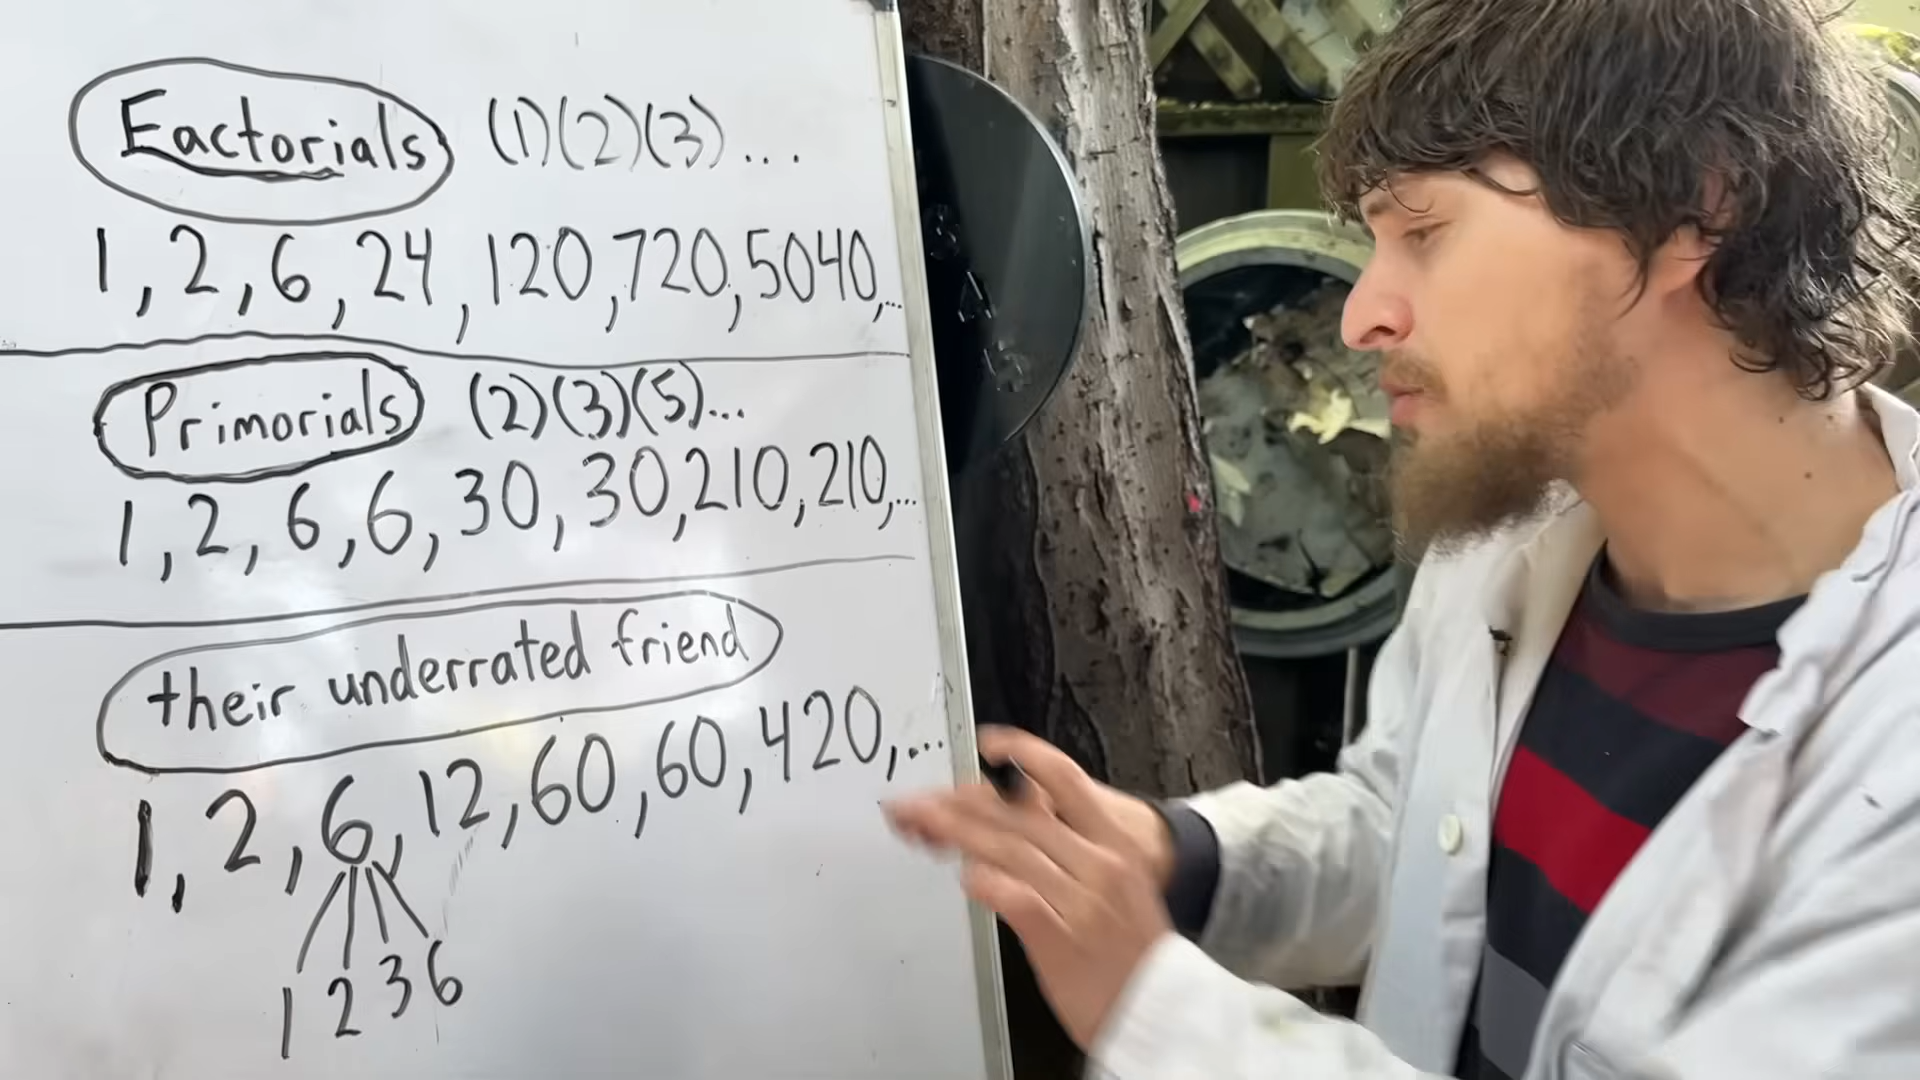 Factorials (1)(2)(3)...
1, 2, 6, 24, 120, 720, 5040,...
Primorials (2)(3)(5)...
1, 2, 6, 6, 30, 30, 210, 210,...
their underrated friend
1, 2, 6, 12, 60, 60, 420,...
1 2 3 6